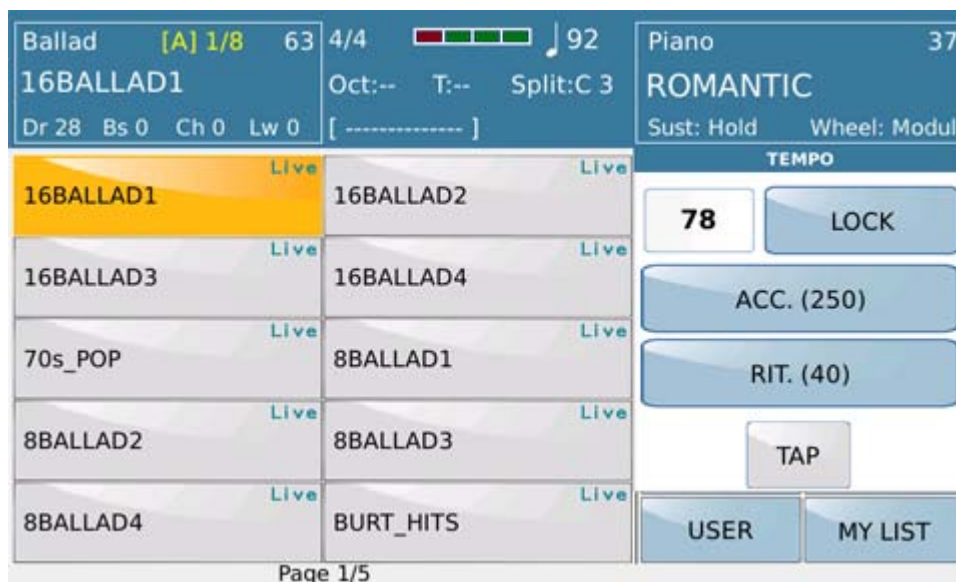 Ballad [A] 1/8 63
16BALLAD1
Dr 28 Bs 0 Ch 0 Lw 0
4/4 92
Oct:-- T:-- Split:C 3
[ -------------- ]
Piano 37
ROMANTIC
Sust: Hold Wheel: Modul
Live
16BALLAD1
Live
16BALLAD2
Live
16BALLAD3
Live
16BALLAD4
Live
70s_POP
Live
8BALLAD1
Live
8BALLAD2
Live
8BALLAD3
Live
8BALLAD4
Live
BURT_HITS
Page 1/5
TEMPO
78 LOCK
ACC. (250)
RIT. (40)
TAP
USER MY LIST